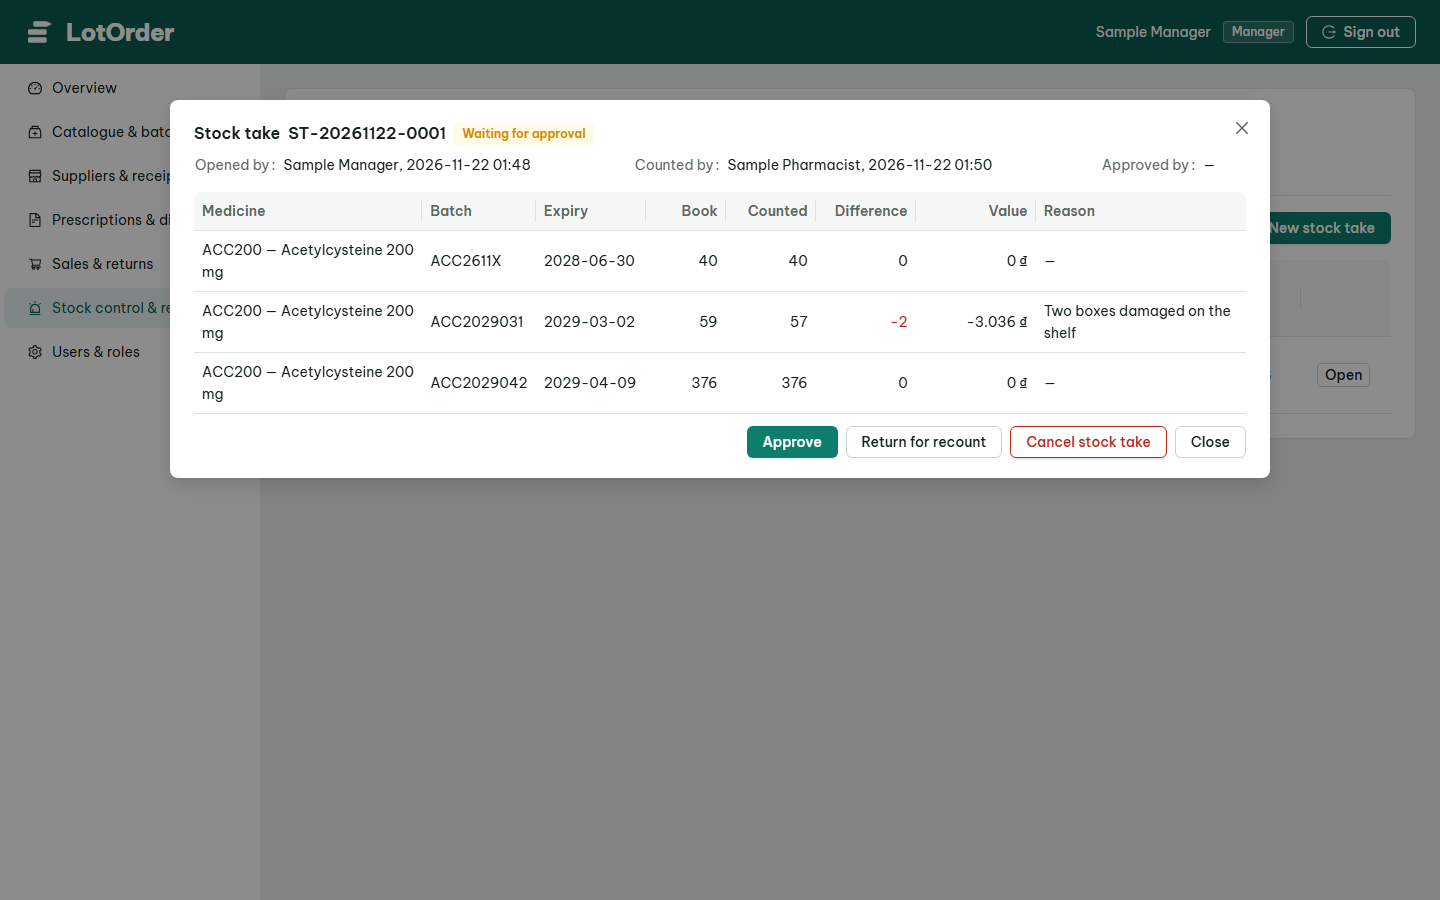 LotOrder
Sample Manager Manager Sign out
Overview
Catalogue & batc
Suppliers & receip
Prescriptions & di
Sales & returns
Stock control & re
Users & roles
New stock take
Open
Stock take ST-20261122-0001 Waiting for approval
Opened by: Sample Manager, 2026-11-22 01:48 Counted by: Sample Pharmacist, 2026-11-22 01:50 Approved by: —
Medicine Batch Expiry Book Counted Difference Value Reason
ACC200 — Acetylcysteine 200
mg ACC2611X 2028-06-30 40 40 0 0 ₫ —
ACC200 — Acetylcysteine 200
mg ACC2029031 2029-03-02 59 57 -2 -3.036 ₫ Two boxes damaged on the
shelf
ACC200 — Acetylcysteine 200
mg ACC2029042 2029-04-09 376 376 0 0 ₫ —
Approve Return for recount Cancel stock take Close